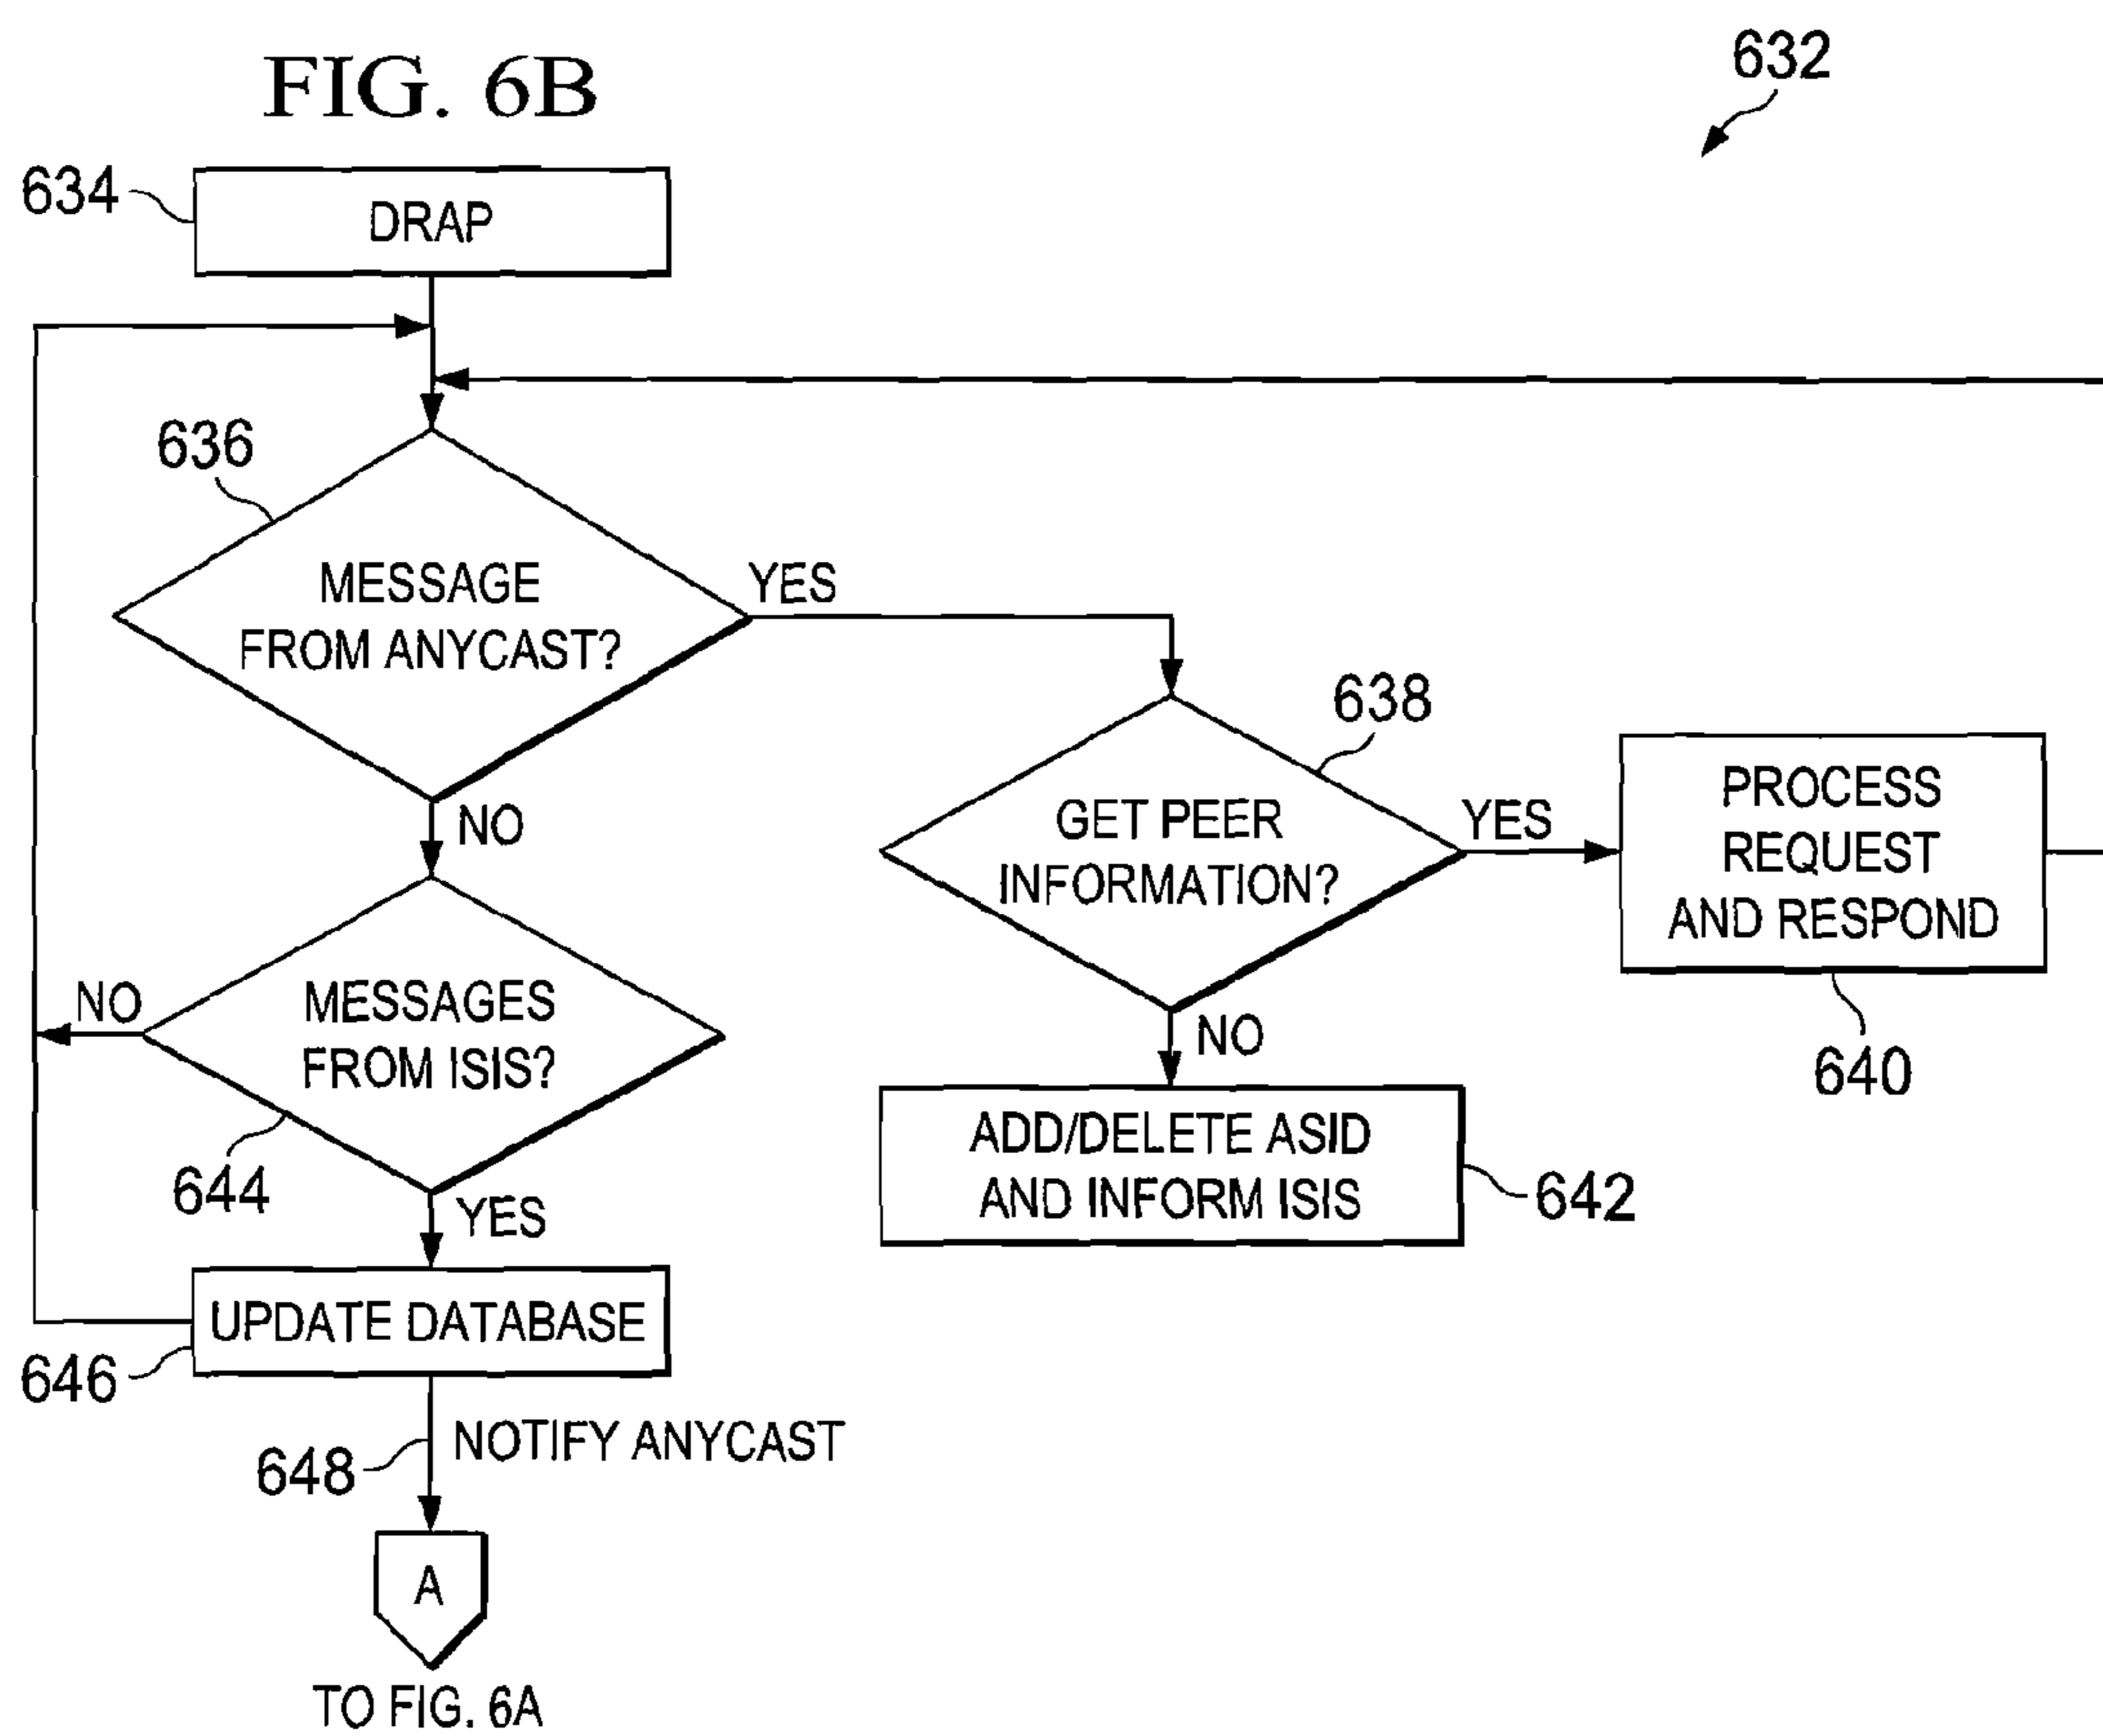 FIG. 6B
632
634
DRAP
636
MESSAGE
FROM ANYCAST?
YES
NO
638
GET PEER
INFORMATION?
YES
NO
PROCESS
REQUEST
AND RESPOND
640
ADD/DELETE ASID
AND INFORM ISIS
642
MESSAGES
FROM ISIS?
NO
644
YES
UPDATE DATABASE
646
648
NOTIFY ANYCAST
A
TO FIG. 6A